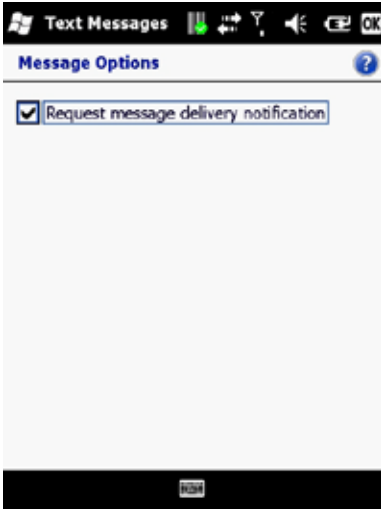 Text Messages OK
Message Options ?
Request message delivery notification